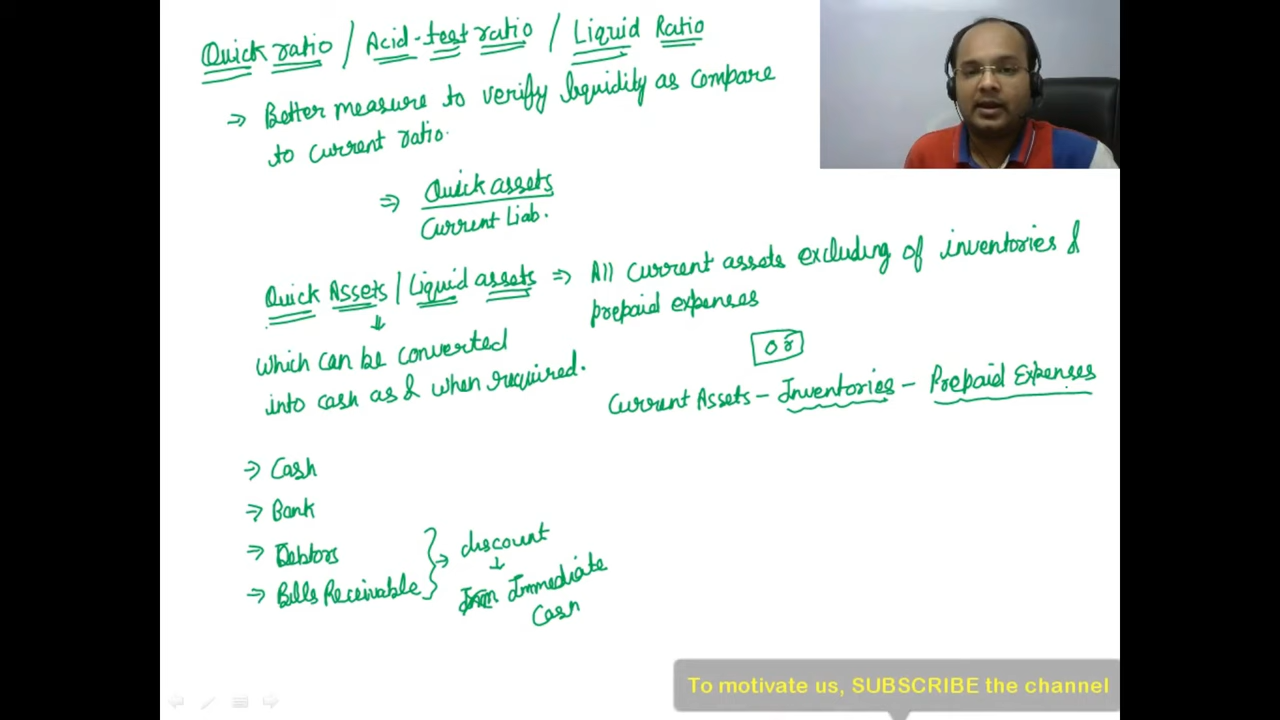 Quick ratio / Acid-test ratio / Liquid Ratio
⇒ Better measure to verify liquidity as compare
to current ratio.
⇒ Quick assets
Current Liab.
Quick Assets / Liquid assets ⇒ All current assets excluding of inventories &
prepaid expenses
↓
which can be converted
into cash as & when required.
Or
Current Assets - Inventories - Prepaid Expenses
⇒ Cash
⇒ Bank
⇒ Debtors
⇒ Bills Receivable
→ discount
↓
Immediate
Cash
To motivate us, SUBSCRIBE the channel